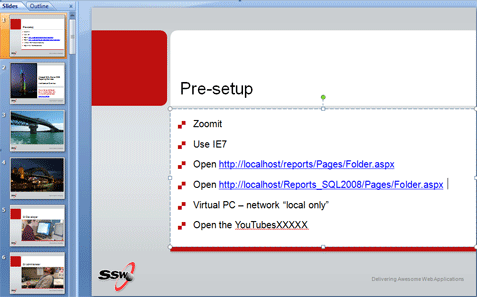 Slides
Outline
1
2
3
4
5
6
Pre-setup
Zoomit
Use IE7
Open http://localhost/reports/Pages/Folder.aspx
Open http://localhost/Reports_SQL2008/Pages/Folder.aspx
Virtual PC – network “local only”
Open the YouTubesXXXXX
SSW
Delivering Awesome Web Applications